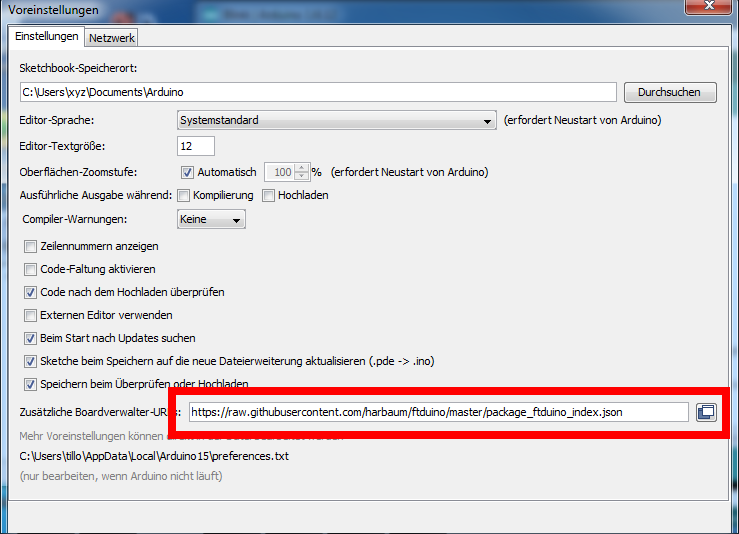 Voreinstellungen
Einstellungen Netzwerk
Sketchbook-Speicherort:
C:\Users\xyz\Documents\Arduino Durchsuchen
Editor-Sprache: Systemstandard (erfordert Neustart von Arduino)
Editor-Textgröße: 12
Oberflächen-Zoomstufe: Automatisch 100 % (erfordert Neustart von Arduino)
Ausführliche Ausgabe während: Kompilierung Hochladen
Compiler-Warnungen: Keine
Zeilennummern anzeigen
Code-Faltung aktivieren
Code nach dem Hochladen überprüfen
Externen Editor verwenden
Beim Start nach Updates suchen
Sketche beim Speichern auf die neue Dateierweiterung aktualisieren (.pde -> .ino)
Speichern beim Überprüfen oder Hochladen
Zusätzliche Boardverwalter-URLs: https://raw.githubusercontent.com/harbaum/ftduino/master/package_ftduino_index.json
Mehr Voreinstellungen können
C:\Users\tillo\AppData\Local\Arduino15\preferences.txt
(nur bearbeiten, wenn Arduino nicht läuft)